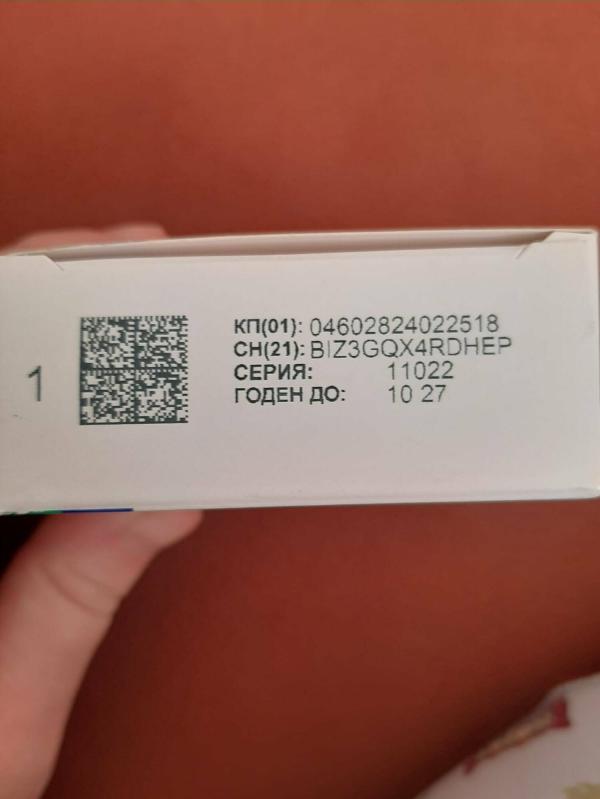 КП(01): 04602824022518
СН(21): BIZ3GQX4RDHEP
СЕРИЯ: 11022
ГОДЕН ДО: 10 27
1